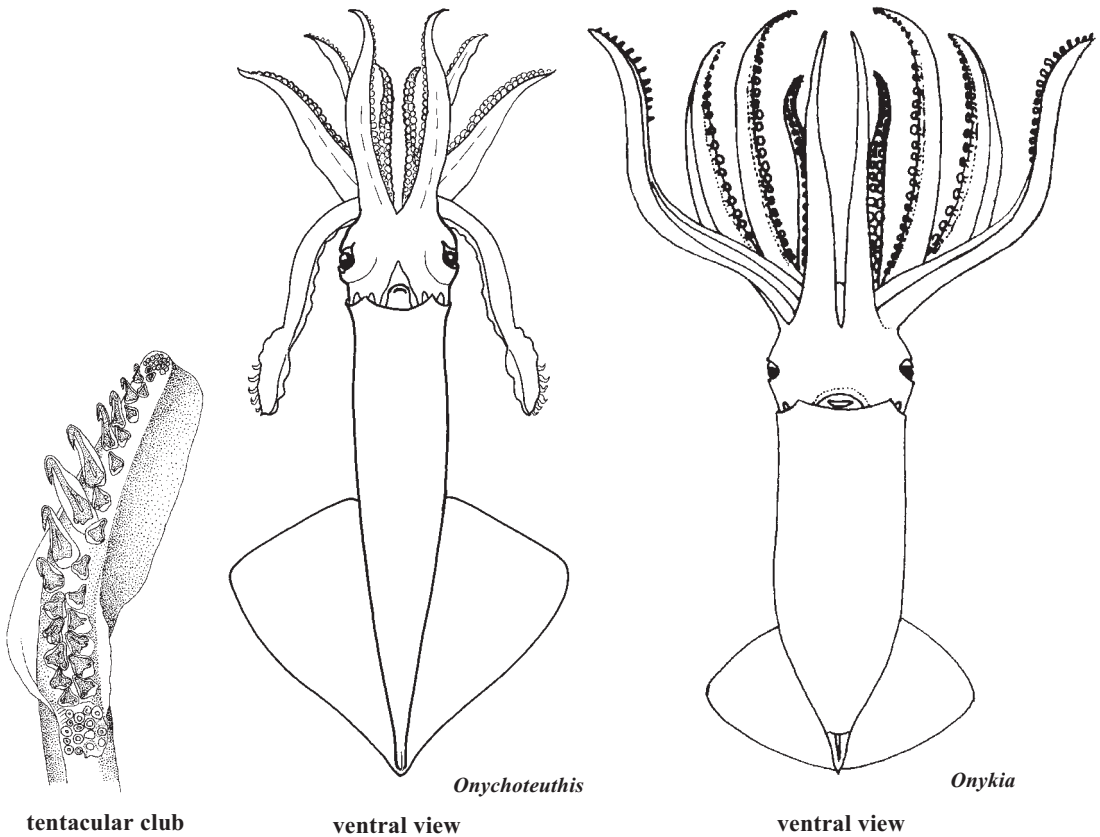 Onychoteuthis
Onykia
tentacular club
ventral view
ventral view